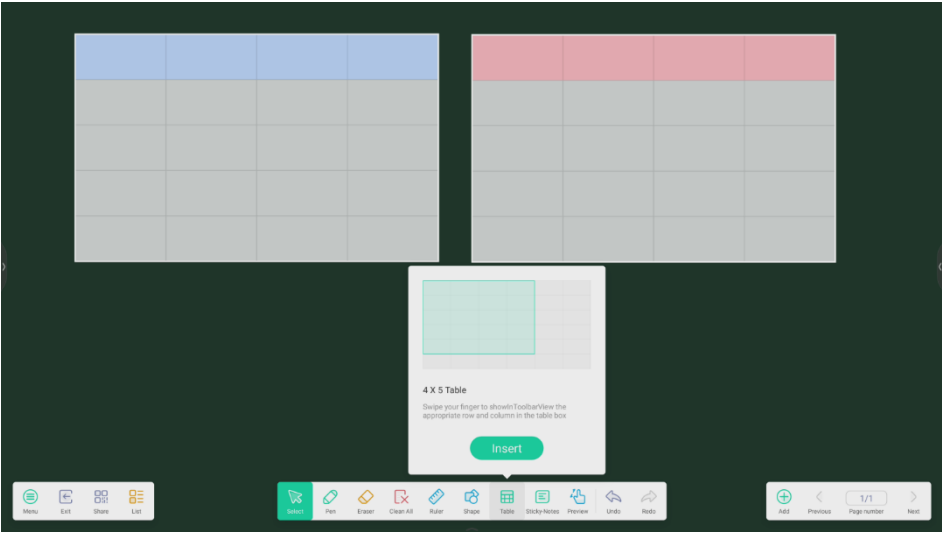 4 X 5 Table
Swipe your finger to showInToolbarView the
appropriate row and column in the table box
Insert
Menu
Exit
Share
List
Select
Pen
Eraser
Clean All
Ruler
Shape
Table
Sticky-Notes
Preview
Undo
Redo
Add
Previous
1/1
Page number
Next